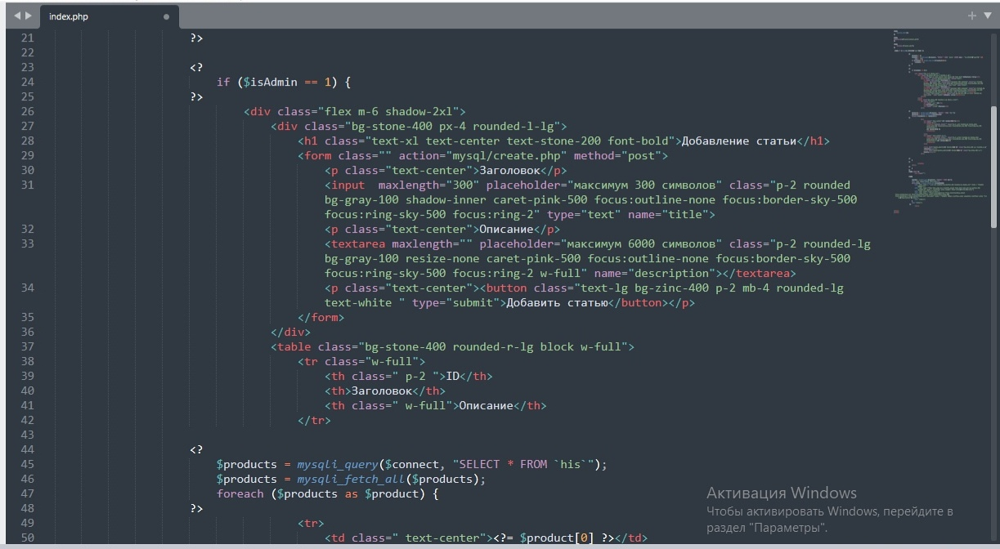 index.php
21 ?>
22
23 <?
24 if ($isAdmin == 1) {
25 ?>
26 <div class="flex m-6 shadow-2xl">
27 <div class="bg-stone-400 px-4 rounded-l-lg">
28 <h1 class="text-xl text-center text-stone-200 font-bold">Добавление статьи</h1>
29 <form class="" action="mysql/create.php" method="post">
30 <p class="text-center">Заголовок</p>
31 <input  maxlength="300" placeholder="максимум 300 символов" class="p-2 rounded
bg-gray-100 shadow-inner caret-pink-500 focus:outline-none focus:border-sky-500
focus:ring-sky-500 focus:ring-2" type="text" name="title">
32 <p class="text-center">Описание</p>
33 <textarea maxlength="" placeholder="максимум 6000 символов" class="p-2 rounded-lg
bg-gray-100 resize-none caret-pink-500 focus:outline-none focus:border-sky-500
focus:ring-sky-500 focus:ring-2 w-full" name="description"></textarea>
34 <p class="text-center"><button class="text-lg bg-zinc-400 p-2 mb-4 rounded-lg
text-white " type="submit">Добавить статью</button></p>
35 </form>
36 </div>
37 <table class="bg-stone-400 rounded-r-lg block w-full">
38 <tr class="w-full">
39 <th class=" p-2 ">ID</th>
40 <th>Заголовок</th>
41 <th class=" w-full">Описание</th>
42 </tr>
43
44 <?
45 $products = mysqli_query($connect, "SELECT * FROM `his`");
46 $products = mysqli_fetch_all($products);
47 foreach ($products as $product) {
48 ?>
49 <tr>
50 <td class=" text-center"><?= $product[0] ?></td>
Активация Windows
Чтобы активировать Windows, перейдите в
раздел "Параметры".